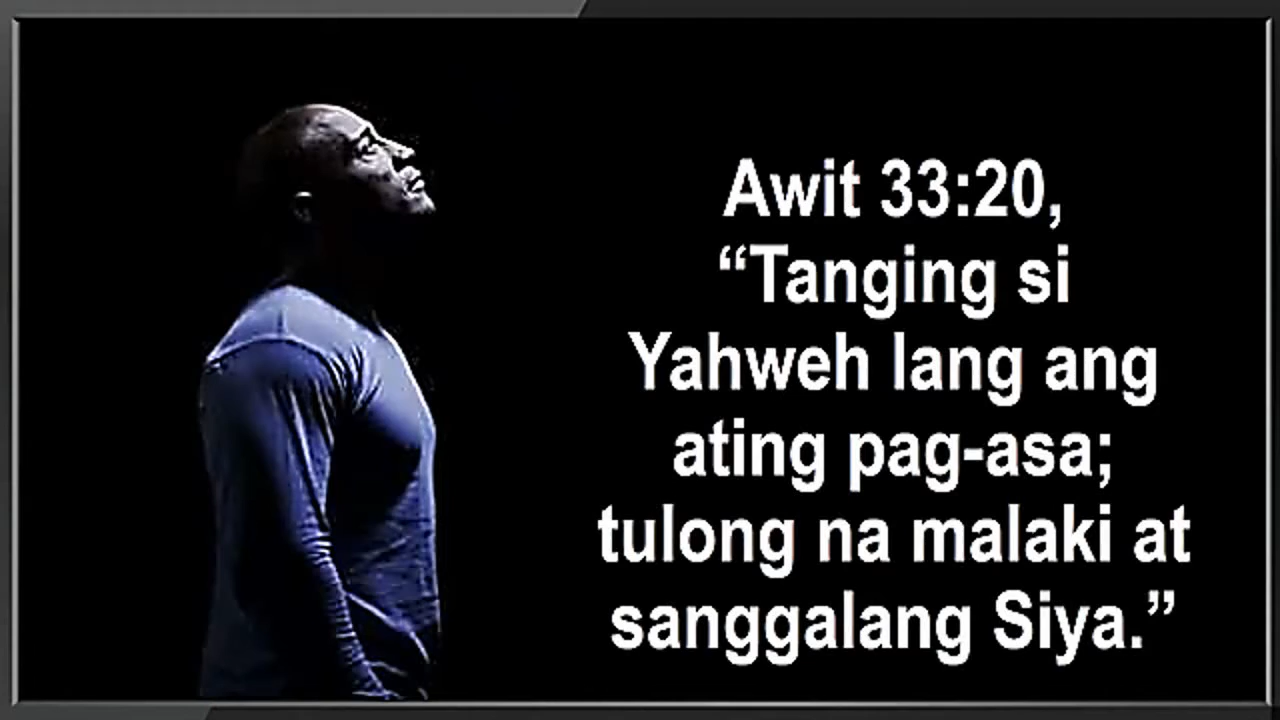 Awit 33:20,
“Tanging si
Yahweh lang ang
ating pag-asa;
tulong na malaki at
sanggalang Siya.”